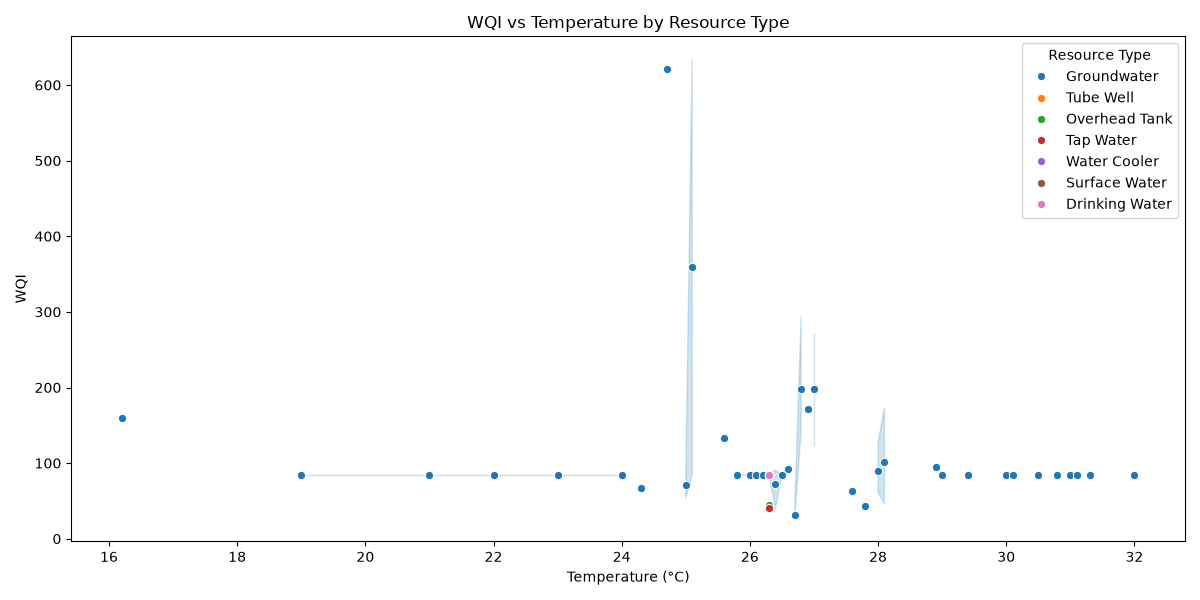 WQI vs Temperature by Resource Type
Resource Type
Groundwater
Tube Well
Overhead Tank
Tap Water
Water Cooler
Surface Water
Drinking Water
WQI
600
500
400
300
200
100
0
16 18 20 22 24 26 28 30 32
Temperature (°C)